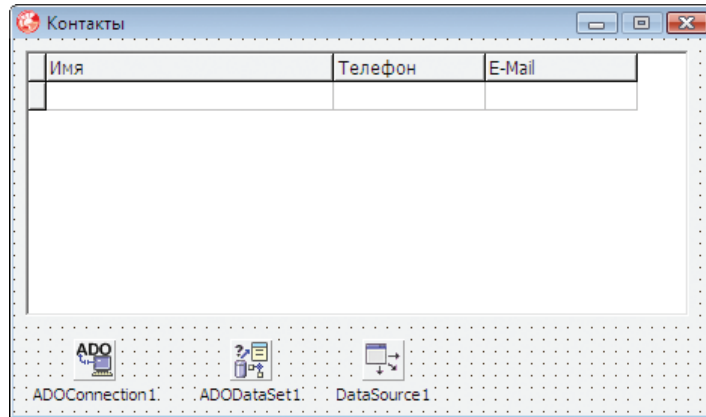 Контакты
Имя Телефон E-Mail
ADO
ADOConnection1 ADODataSet1 DataSource1